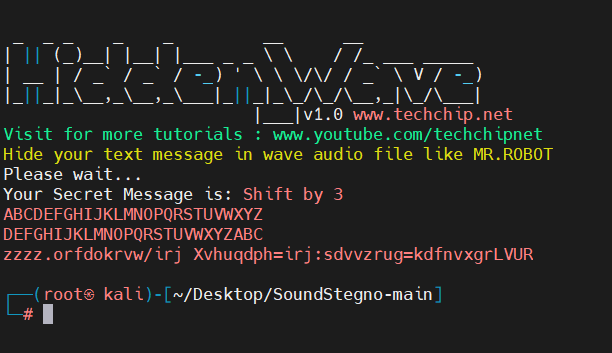 HiddenWave
|___|v1.0 www.techchip.net
Visit for more tutorials : www.youtube.com/techchipnet
Hide your text message in wave audio file like MR.ROBOT
Please wait...
Your Secret Message is: Shift by 3
ABCDEFGHIJKLMNOPQRSTUVWXYZ
DEFGHIJKLMNOPQRSTUVWXYZABC
zzzz.orfdokrvw/irj Xvhuqdph=irj:sdvvzrug=kdfnvxgrLVUR
┌──(root㉿ kali)-[~/Desktop/SoundStegno-main]
└─#